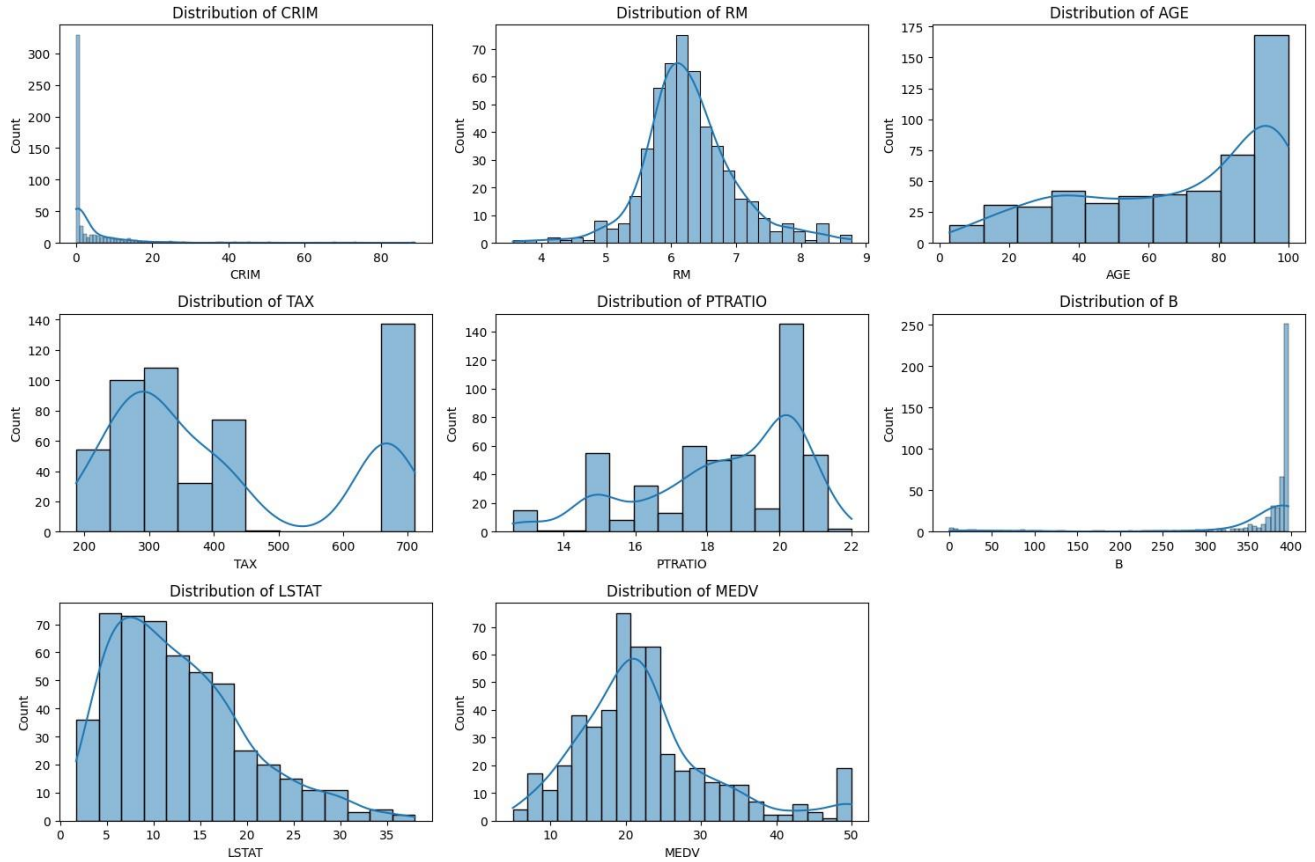 Distribution of CRIM
300
250
200
150
100
50
0
Count
0 20 40 60 80
CRIM
Distribution of RM
70
60
50
40
30
20
10
0
Count
4 5 6 7 8 9
RM
Distribution of AGE
175
150
125
100
75
50
25
0
Count
0 20 40 60 80 100
AGE
Distribution of TAX
140
120
100
80
60
40
20
0
Count
200 300 400 500 600 700
TAX
Distribution of PTRATIO
140
120
100
80
60
40
20
0
Count
14 16 18 20 22
PTRATIO
Distribution of B
250
200
150
100
50
0
Count
0 50 100 150 200 250 300 350 400
B
Distribution of LSTAT
70
60
50
40
30
20
10
0
Count
0 5 10 15 20 25 30 35
LSTAT
Distribution of MEDV
70
60
50
40
30
20
10
0
Count
10 20 30 40 50
MEDV